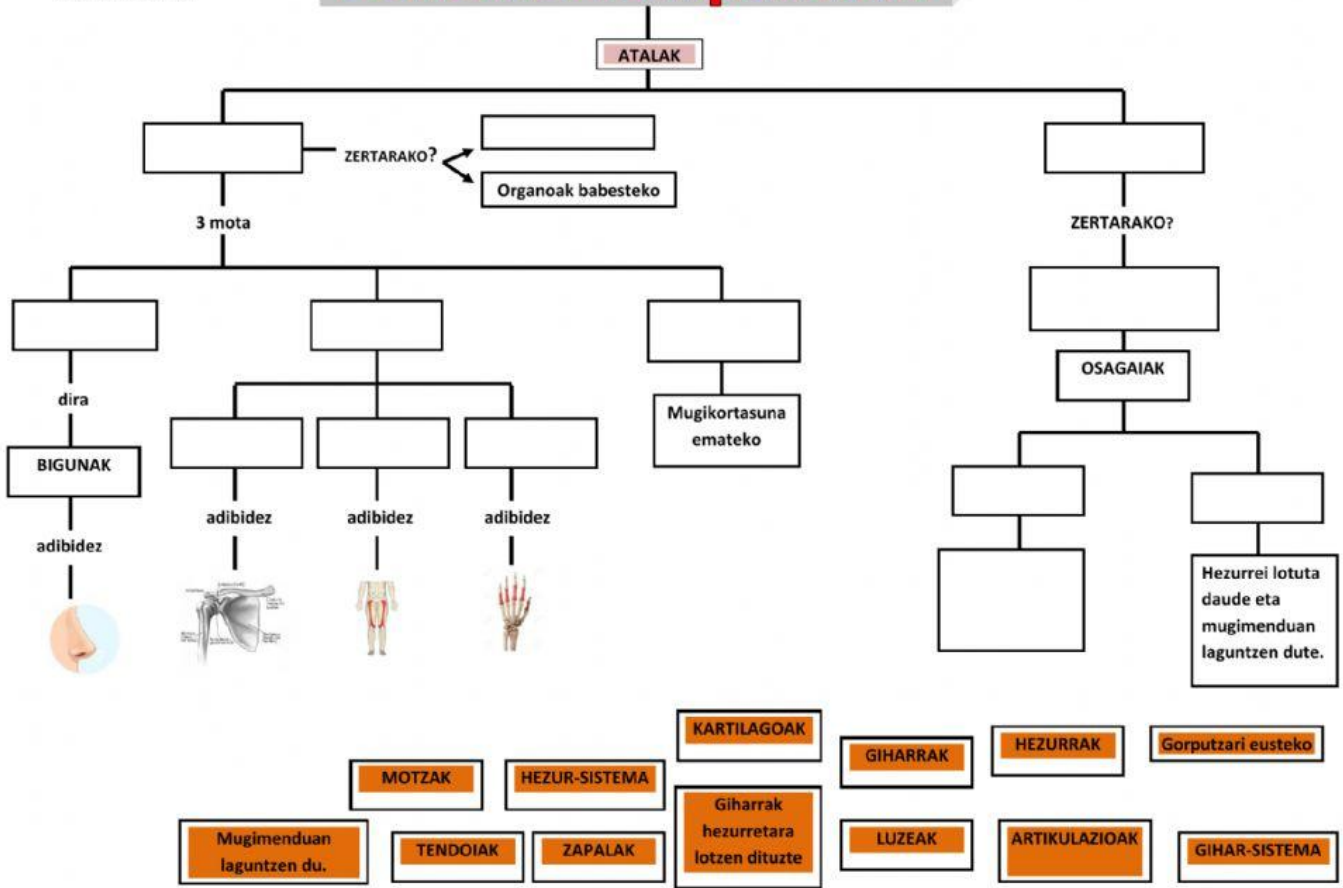 ATALAK
ZERTARAKO?
Organoak babesteko
3 mota
ZERTARAKO?
OSAGAIAK
dira
Mugikortasuna
emateko
BIGUNAK
adibidez
adibidez
adibidez
adibidez
Hezurrei lotuta
daude eta
mugimenduan
laguntzen dute.
KARTILAGOAK
GIHARRAK
HEZURRAK
Gorputzari eusteko
MOTZAK
HEZUR-SISTEMA
Giharrak
hezurretara
lotzen dituzte
Mugimenduan
laguntzen du.
TENDOIAK
ZAPALAK
LUZEAK
ARTIKULAZIOAK
GIHAR-SISTEMA